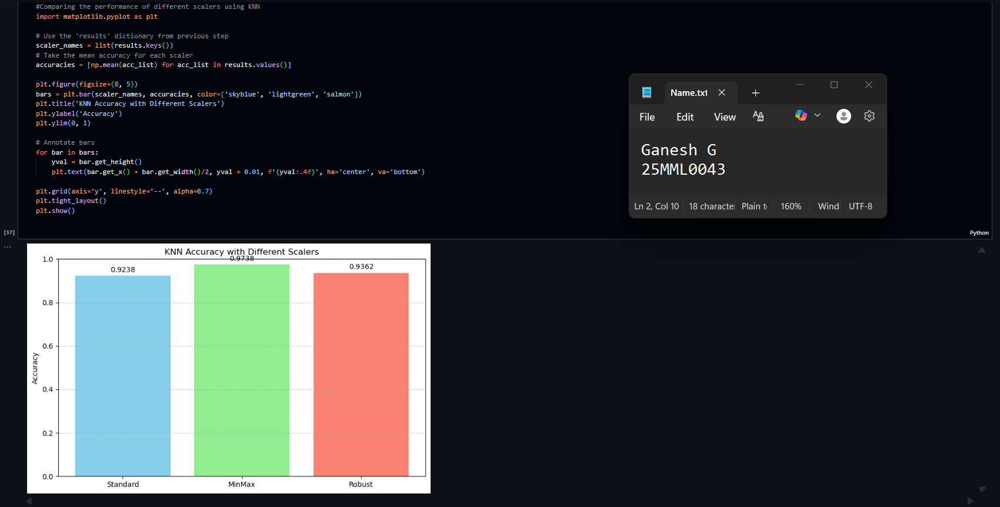 #Comparing the performance of different scalers using KNN
import matplotlib.pyplot as plt
# Use the 'results' dictionary from previous step
scaler_names = list(results.keys())
# Take the mean accuracy for each scaler
accuracies = [np.mean(acc_list) for acc_list in results.values()]
plt.figure(figsize=(8, 5))
bars = plt.bar(scaler_names, accuracies, color=['skyblue', 'lightgreen', 'salmon'])
plt.title('KNN Accuracy with Different Scalers')
plt.ylabel('Accuracy')
plt.ylim(0, 1)
# Annotate bars
for bar in bars:
    yval = bar.get_height()
    plt.text(bar.get_x() + bar.get_width()/2, yval + 0.01, f'{yval:.4f}', ha='center', va='bottom')
plt.grid(axis='y', linestyle='--', alpha=0.7)
plt.tight_layout()
plt.show()
[17]
Python
Name.txt
File Edit View
Ganesh G
25MML0043
Ln 2, Col 10 18 character Plain t 160% Wind UTF-8
KNN Accuracy with Different Scalers
0.9238 0.9738 0.9362
1.0
0.8
0.6
0.4
0.2
0.0
Accuracy
Standard MinMax Robust